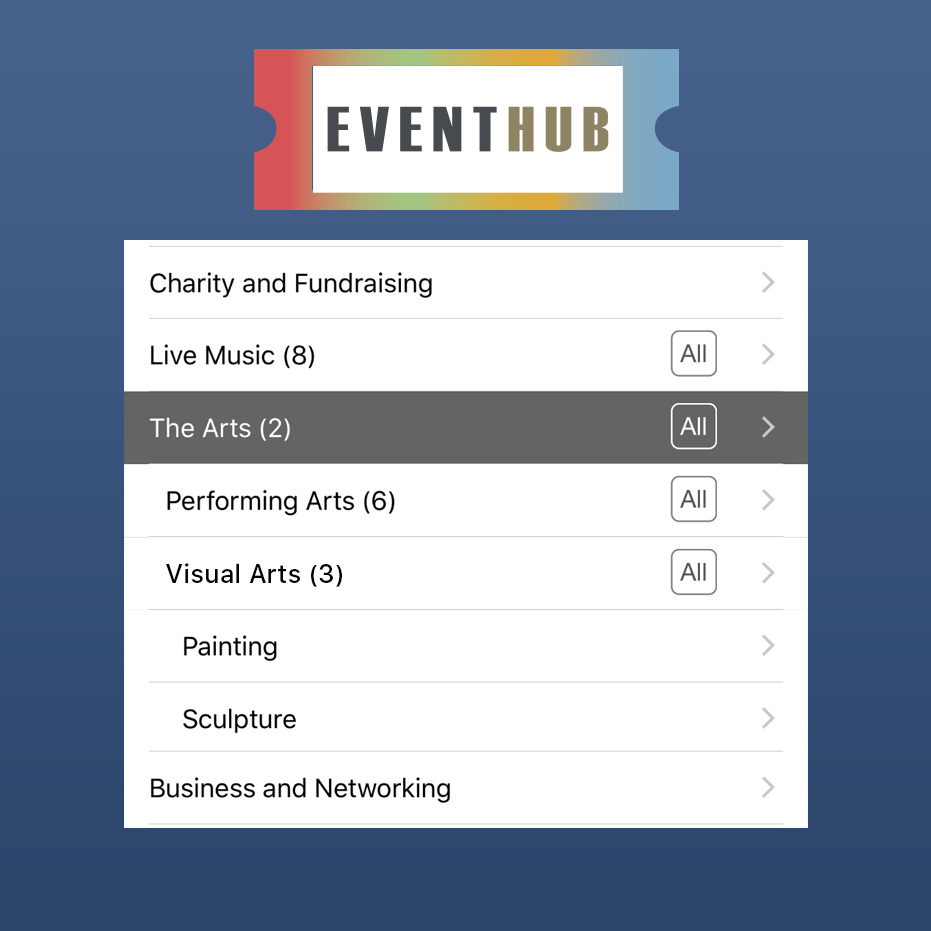 EVENTHUB
Charity and Fundraising
Live Music (8) All
The Arts (2) All
Performing Arts (6) All
Visual Arts (3) All
Painting
Sculpture
Business and Networking